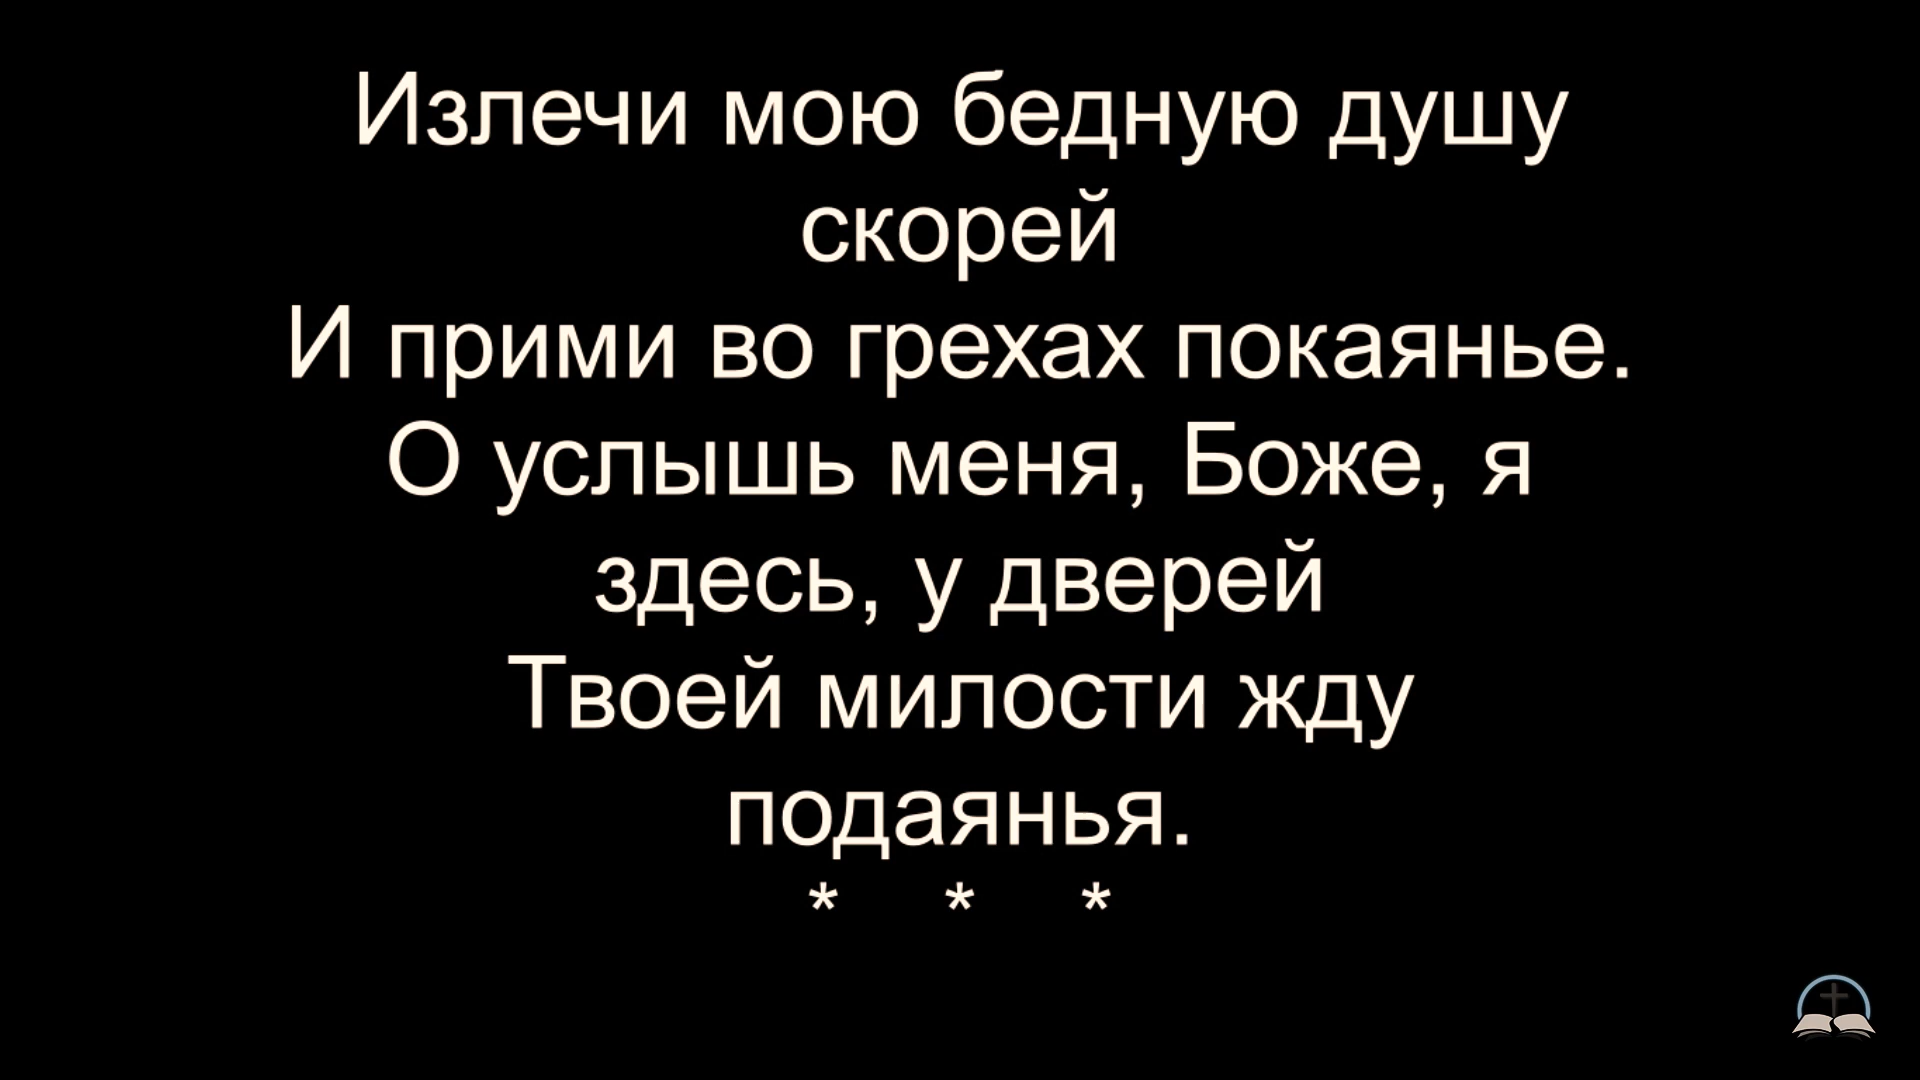 Излечи мою бедную душу
скорей
И прими во грехах покаянье.
О услышь меня, Боже, я
здесь, у дверей
Твоей милости жду
подаянья.
* * *